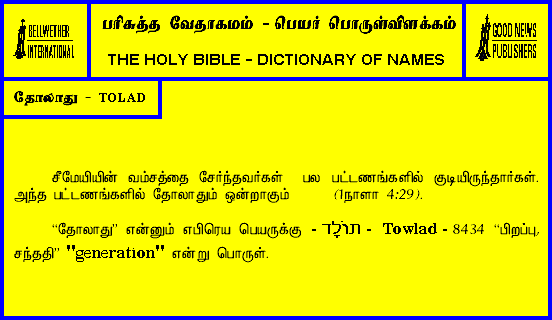 BELLWETHER
INTERNATIONAL
பரிசுத்த வேதாகமம் - பெயர் பொருள்விளக்கம்
THE HOLY BIBLE - DICTIONARY OF NAMES
GOOD NEWS
PUBLISHERS
தோலாது - TOLAD
சீமேயியின் வம்சத்தை சேர்ந்தவர்கள் பல பட்டணங்களில் குடியிருந்தார்கள்.
அந்த பட்டணங்களில் தோலாதும் ஒன்றாகும் (1நாளா 4:29).
“தோலாது” என்னும் எபிரெய பெயருக்கு - תּוֹלָד - Towlad - 8434 “பிறப்பு,
சந்ததி” "generation" என்று பொருள்.